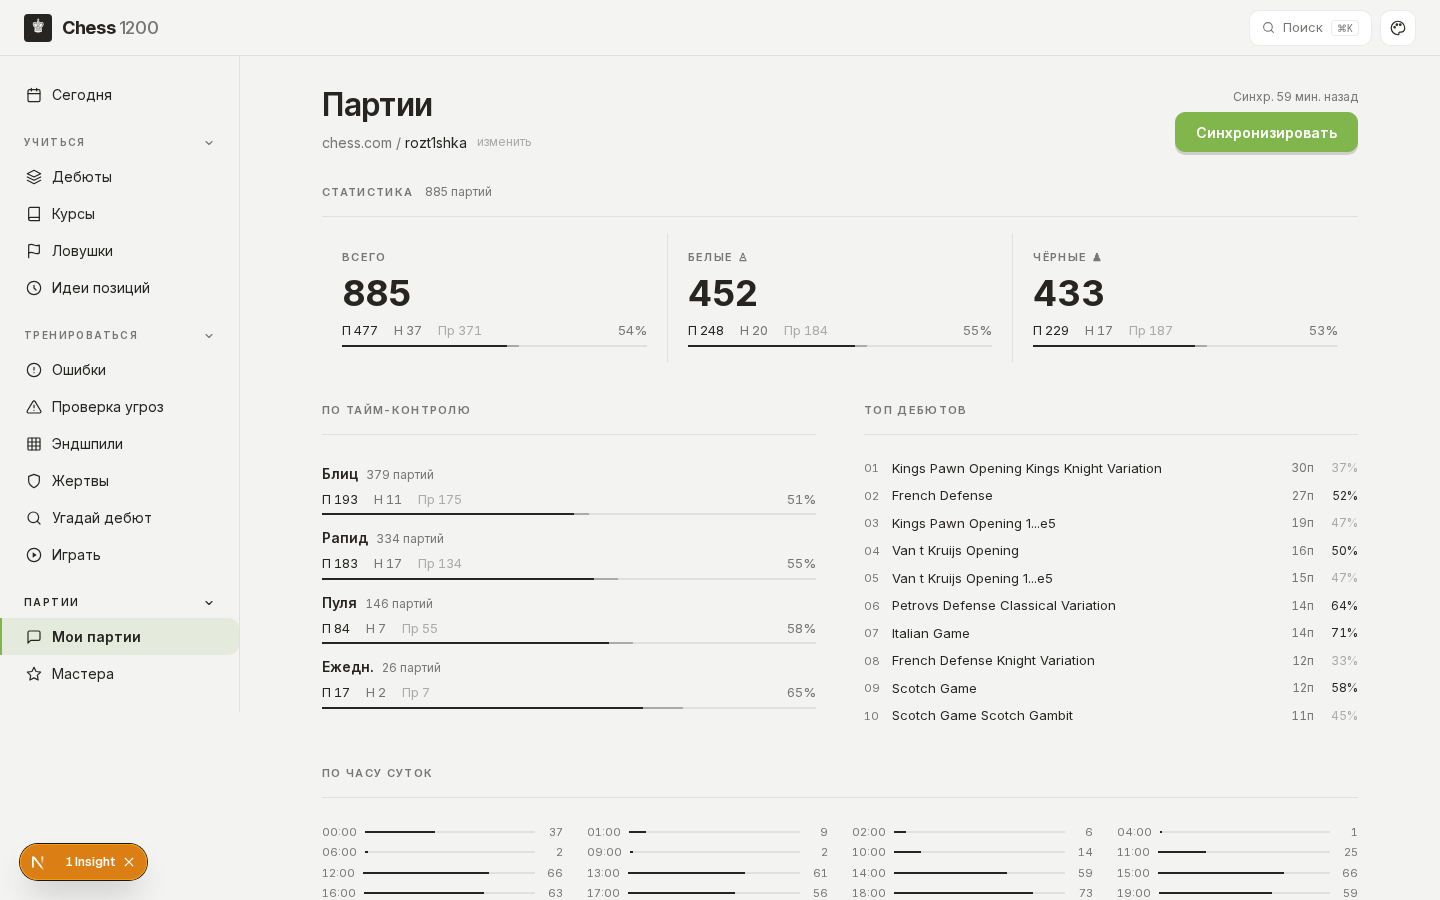 Chess 1200
Поиск ⌘K
Сегодня
УЧИТЬСЯ
Дебюты
Курсы
Ловушки
Идеи позиций
ТРЕНИРОВАТЬСЯ
Ошибки
Проверка угроз
Эндшпили
Жертвы
Угадай дебют
Играть
ПАРТИИ
Мои партии
Мастера
1 Insight
Партии
chess.com / rozt1shka изменить
Синхр. 59 мин. назад
Синхронизировать
СТАТИСТИКА 885 партий
ВСЕГО
885
П 477 Н 37 Пр 371 54%
БЕЛЫЕ ♙
452
П 248 Н 20 Пр 184 55%
ЧЁРНЫЕ ♟
433
П 229 Н 17 Пр 187 53%
ПО ТАЙМ-КОНТРОЛЮ
Блиц 379 партий
П 193 Н 11 Пр 175 51%
Рапид 334 партий
П 183 Н 17 Пр 134 55%
Пуля 146 партий
П 84 Н 7 Пр 55 58%
Ежедн. 26 партий
П 17 Н 2 Пр 7 65%
ТОП ДЕБЮТОВ
01 Kings Pawn Opening Kings Knight Variation 30п 37%
02 French Defense 27п 52%
03 Kings Pawn Opening 1...e5 19п 47%
04 Van t Kruijs Opening 16п 50%
05 Van t Kruijs Opening 1...e5 15п 47%
06 Petrovs Defense Classical Variation 14п 64%
07 Italian Game 14п 71%
08 French Defense Knight Variation 12п 33%
09 Scotch Game 12п 58%
10 Scotch Game Scotch Gambit 11п 45%
ПО ЧАСУ СУТОК
00:00 37 01:00 9 02:00 6 04:00 1
06:00 2 09:00 2 10:00 14 11:00 25
12:00 66 13:00 61 14:00 59 15:00 66
16:00 63 17:00 56 18:00 73 19:00 59